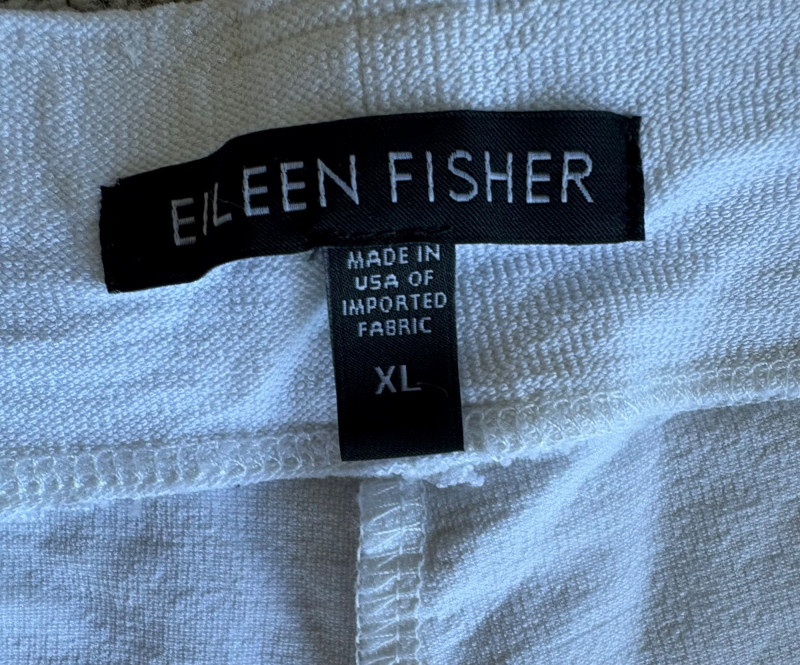 EILEEN FISHER
MADE IN
USA OF
IMPORTED
FABRIC
XL